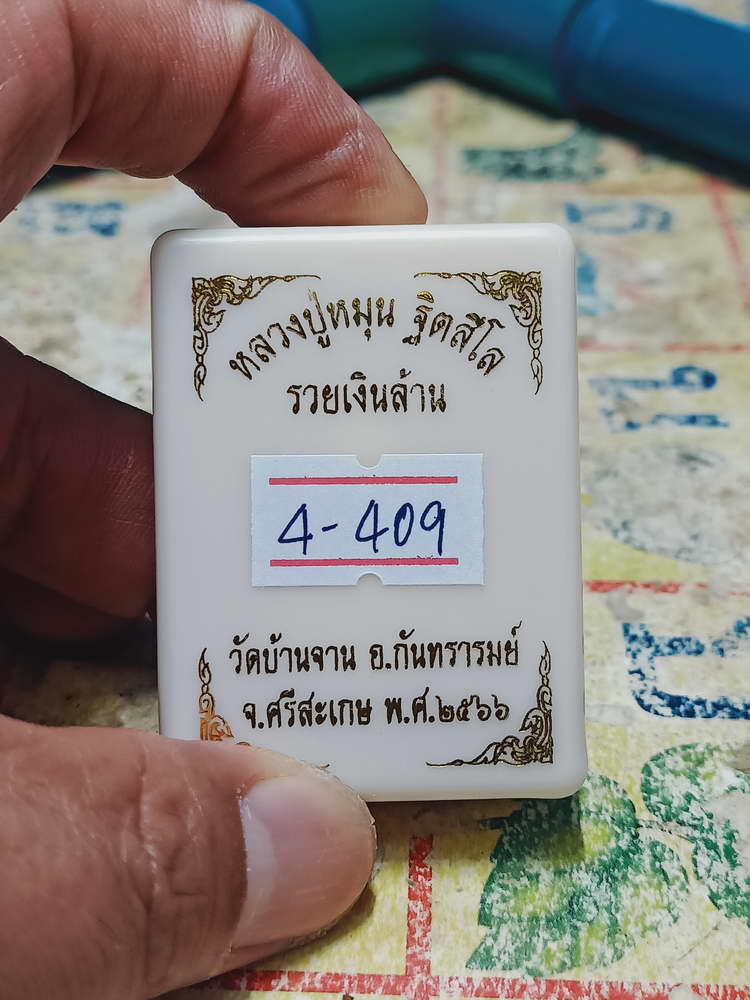 หลวงปู่หมุน ฐิตสีโล
รวยเงินล้าน
4-409
วัดบ้านจาน อ.กันทรารมย์
จ.ศรีสะเกษ พ.ศ.๒๕๖๖